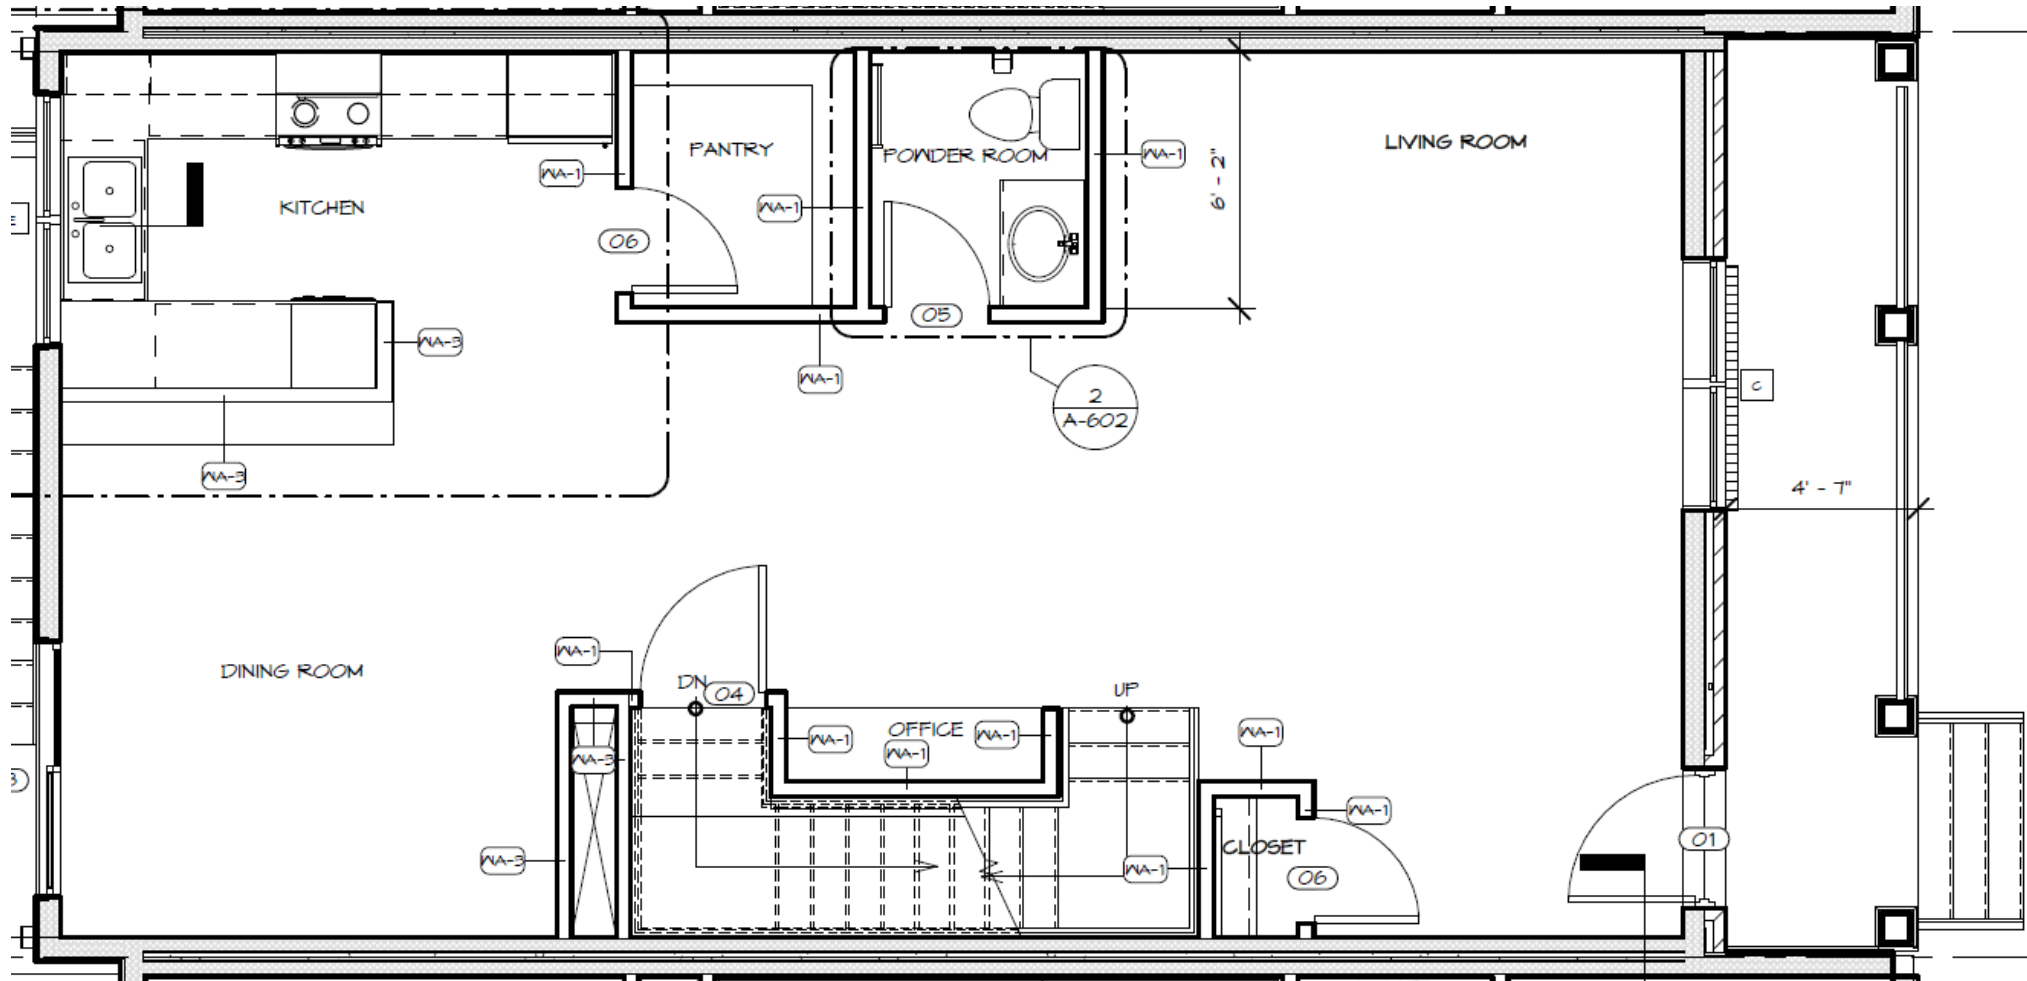 LIVING ROOM
PANTRY
POWDER ROOM
WA-1
6' - 2"
WA-1
KITCHEN
WA-1
E
06
05
WA-3
WA-1
C
2
A-602
WA-3
4' - 7"
WA-1
DINING ROOM
DN
04
UP
OFFICE
WA-1
WA-1
WA-1
WA-1
WA-3
B
WA-1
01
CLOSET
WA-3
WA-1
06